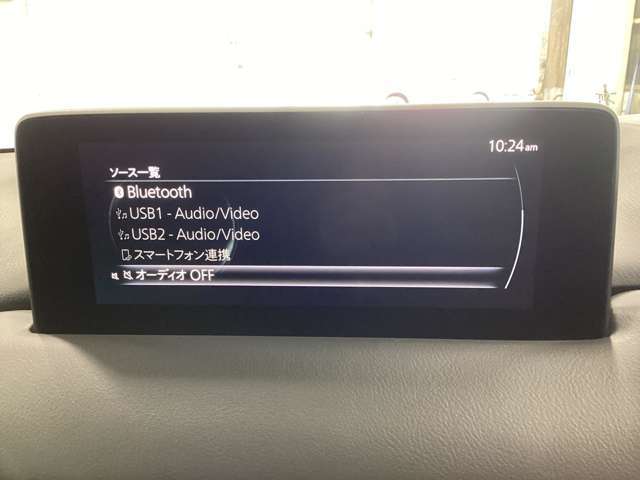 10:24am
ソース一覧
Bluetooth
USB1 - Audio/Video
USB2 - Audio/Video
スマートフォン連携
オーディオ OFF